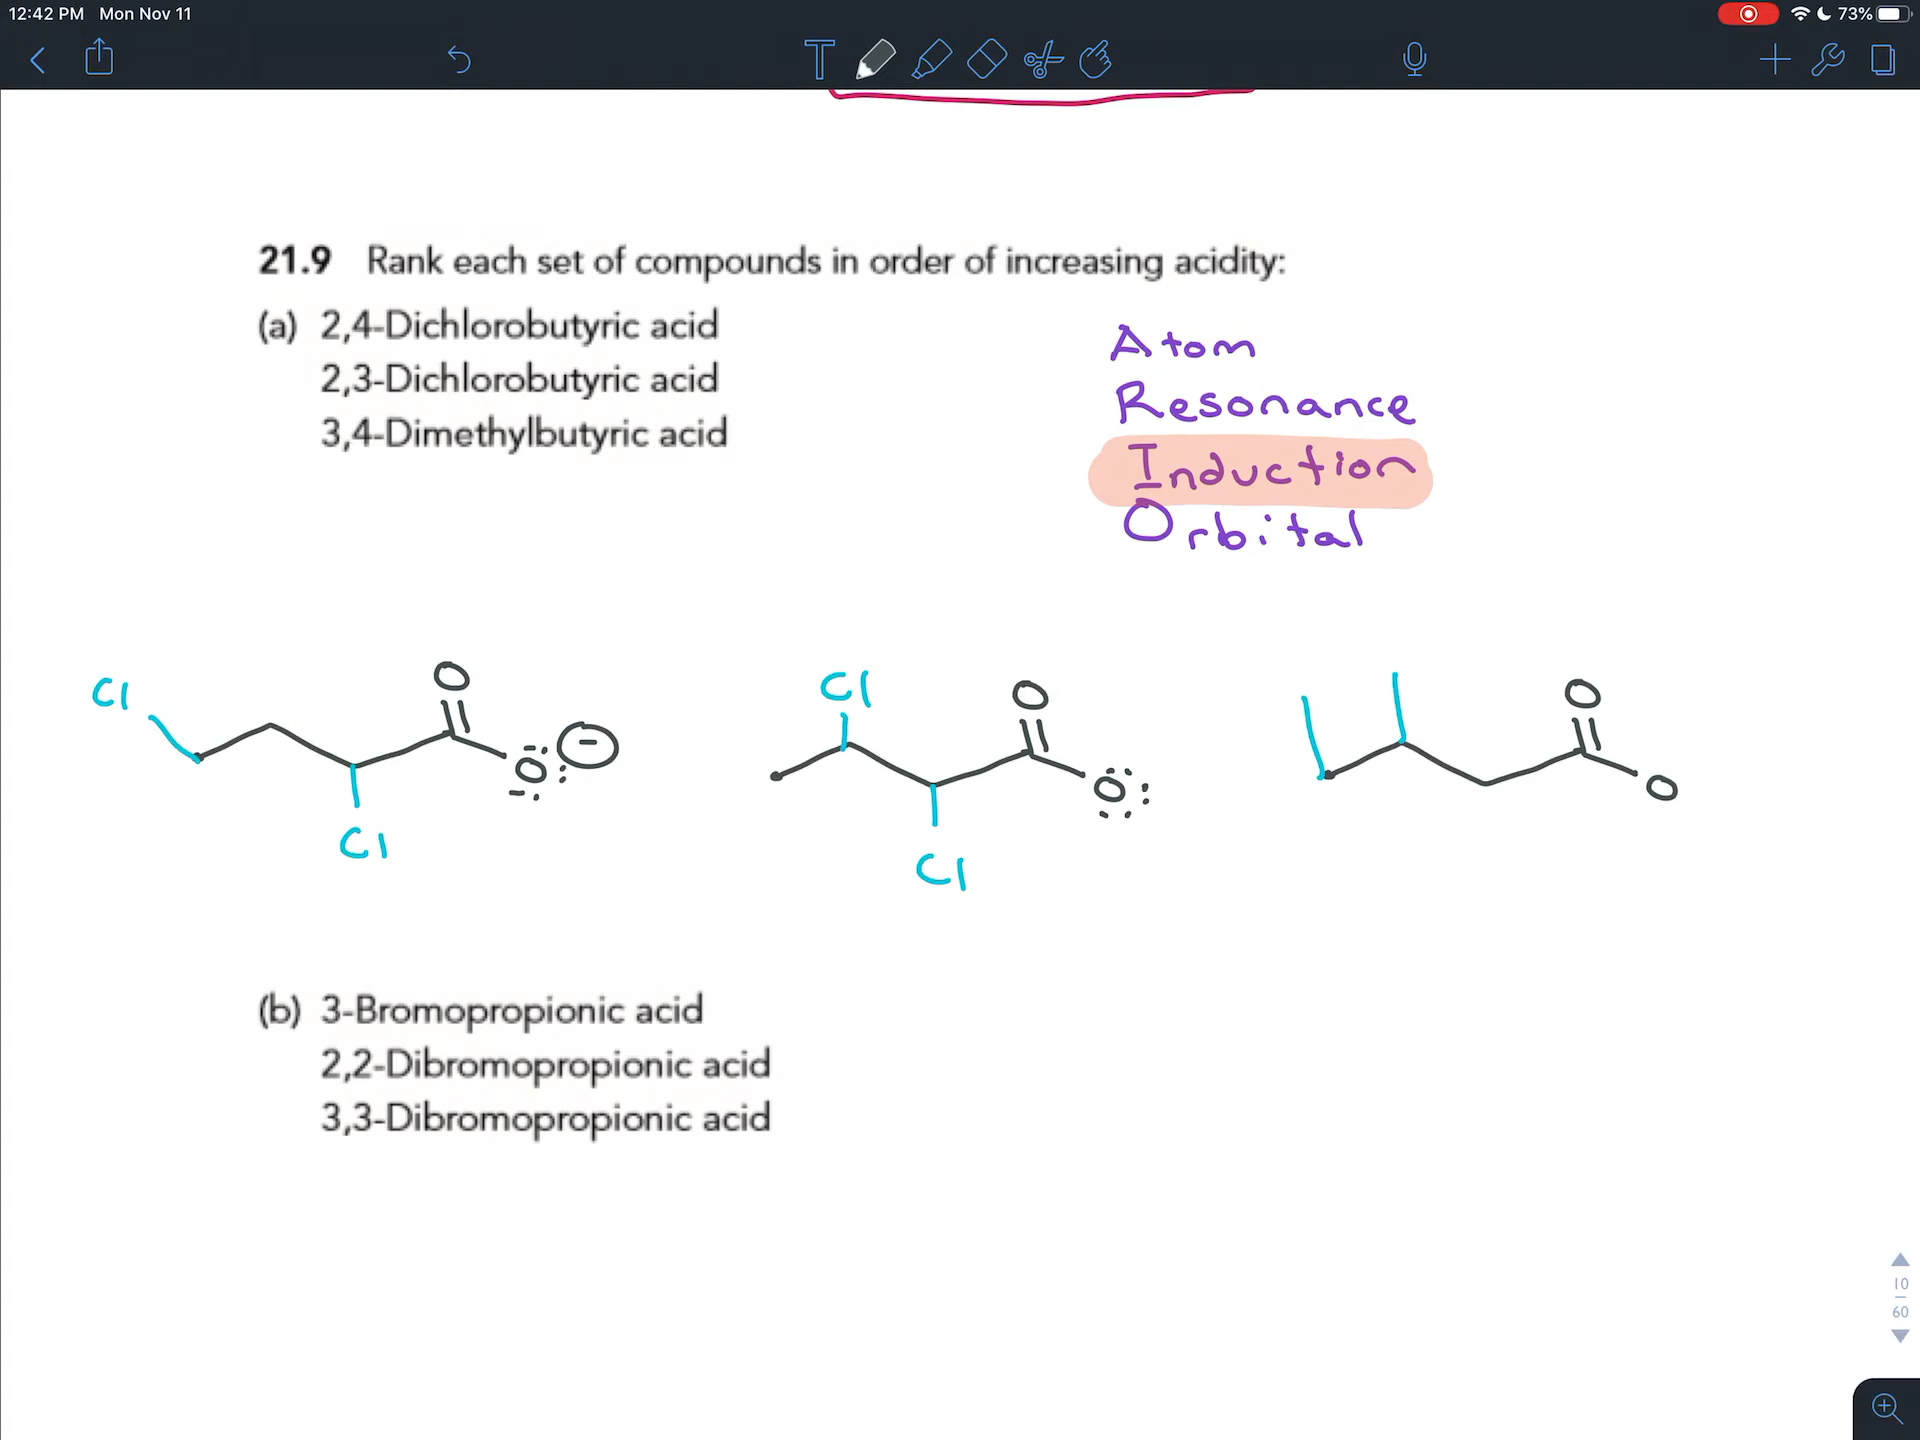 12:42 PM Mon Nov 11
73%
T
21.9 Rank each set of compounds in order of increasing acidity:
(a) 2,4-Dichlorobutyric acid
2,3-Dichlorobutyric acid
3,4-Dimethylbutyric acid
Atom
Resonance
Induction
Orbital
Cl O O Cl
Cl O O Cl
O O
(b) 3-Bromopropionic acid
2,2-Dibromopropionic acid
3,3-Dibromopropionic acid
10
60